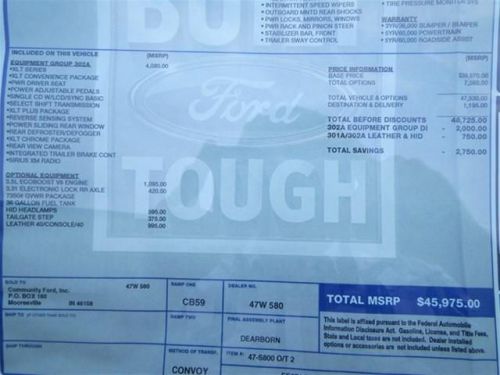 INTERMITTENT SPEED WIPERS
OUTBOARD MNTD REAR SHOCKS
PWR LOCKS, MIRRORS, WINDOWS
POWER RACK AND PINION STEER
STABILIZER BAR, FRONT
TRAILER SWAY CONTROL
TIRE PRESSURE MONITOR SYS
WARRANTY
3YR/36,000 BUMPER / BUMPER
5YR/60,000 POWERTRAIN
5YR/60,000 ROADSIDE ASSIST
BUILT
Ford
TOUGH
INCLUDED ON THIS VEHICLE (MSRP)
EQUIPMENT GROUP 302A 4,085.00
•XLT SERIES
•XLT CONVENIENCE PACKAGE
•PWR DRIVER SEAT
•POWER ADJUSTABLE PEDALS
•SINGLE CD W/LCD/SYNC BASIC
•SELECT SHIFT TRANSMISSION
•XLT PLUS PACKAGE
•REVERSE SENSING SYSTEM
•POWER SLIDING REAR WINDOW
•REAR DEFROSTER/DEFOGGER
•XLT CHROME PACKAGE
•REAR VIEW CAMERA
•INTEGRATED TRAILER BRAKE CONT
•SIRIUS XM RADIO
OPTIONAL EQUIPMENT
3.5L ECOBOOST V6 ENGINE 1,095.00
3.31 ELECTRONIC LOCK RR AXLE 420.00
7350# GVWR PACKAGE
36 GALLON FUEL TANK
HID HEADLAMPS 395.00
TAILGATE STEP 375.00
LEATHER 40/CONSOLE/40 995.00
PRICE INFORMATION (MSRP)
BASE PRICE
TOTAL OPTIONS
TOTAL VEHICLE & OPTIONS 47,530.00
DESTINATION & DELIVERY 1,195.00
TOTAL BEFORE DISCOUNTS 48,725.00
302A EQUIPMENT GROUP DI - 2,000.00
301A/302A LEATHER & HID - 750.00
TOTAL SAVINGS - 2,750.00
SOLD TO
Community Ford, Inc.
P.O. BOX 160
Mooresville IN 46158
47W 580
RAMP ONE
CB59
DEALER NO.
47W 580
TOTAL MSRP $45,975.00
SHIP TO
RAMP TWO
FINAL ASSEMBLY PLANT
DEARBORN
This label is affixed pursuant to the Federal Automobile
Information Disclosure Act. Gasoline, License, and Title Fees,
State and Local taxes are not included. Dealer installed
options or accessories are not included unless listed above.
SHIP THROUGH
METHOD OF TRANSP.
CONVOY
ITEM #:
47-5800 O/T 2